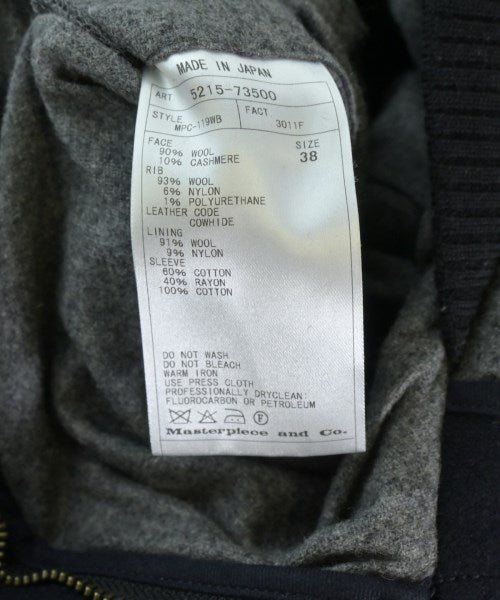 MADE IN JAPAN
ART 5215-73500
STYLE MPC-119WB FACT 3011F
FACE SIZE
90% WOOL 38
10% CASHMERE
RIB
93% WOOL
6% NYLON
1% POLYURETHANE
LEATHER CODE
COWHIDE
LINING
91% WOOL
9% NYLON
SLEEVE
60% COTTON
40% RAYON
100% COTTON
DO NOT WASH
DO NOT BLEACH
WARM IRON
USE PRESS CLOTH
PROFESSIONALLY DRYCLEAN:
FLUOROCARBON OR PETROLEUM
F
Masterpiece and Co.